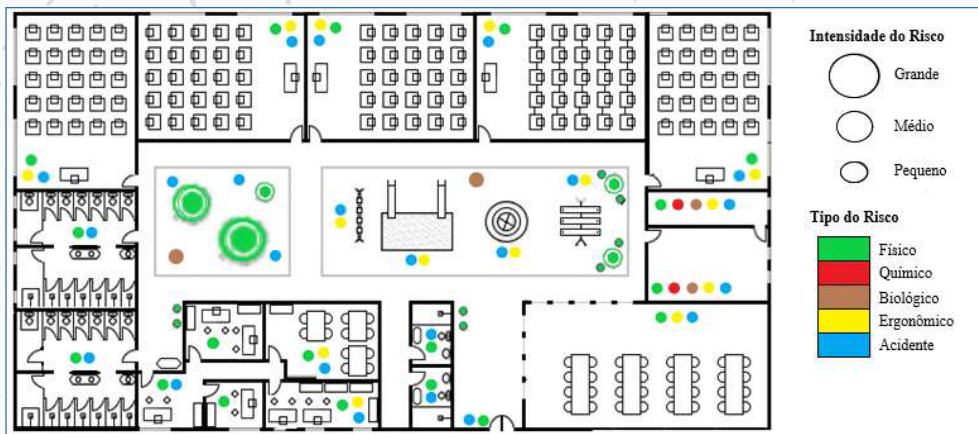 Intensidade do Risco
Grande
Médio
Pequeno
Tipo do Risco
Físico
Químico
Biológico
Ergonômico
Acidente